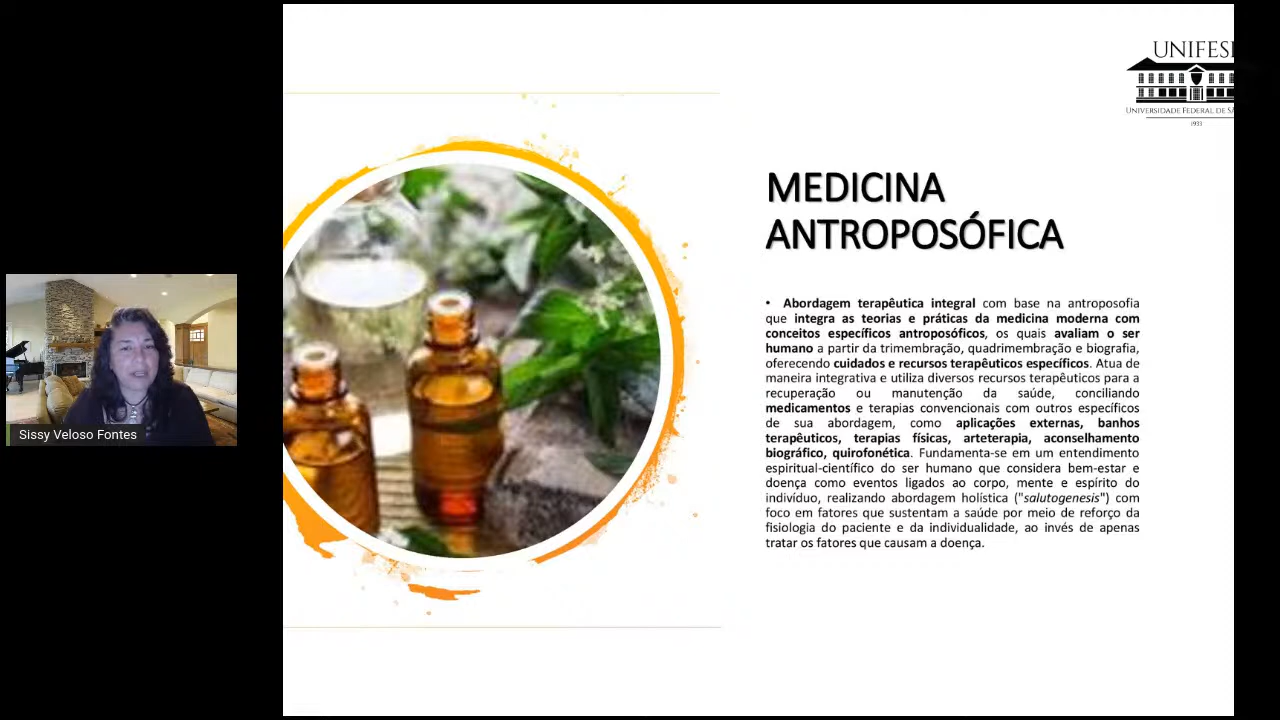 UNIFES
UNIVERSIDADE FEDERAL DE S
1933
MEDICINA
ANTROPOSÓFICA
• Abordagem terapêutica integral com base na antroposofia
que integra as teorias e práticas da medicina moderna com
conceitos específicos antroposóficos, os quais avaliam o ser
humano a partir da trimembração, quadrimembração e biografia,
oferecendo cuidados e recursos terapêuticos específicos. Atua de
maneira integrativa e utiliza diversos recursos terapêuticos para a
recuperação ou manutenção da saúde, conciliando
medicamentos e terapias convencionais com outros específicos
de sua abordagem, como aplicações externas, banhos
terapêuticos, terapias físicas, arteterapia, aconselhamento
biográfico, quirofonética. Fundamenta-se em um entendimento
espiritual-científico do ser humano que considera bem-estar e
doença como eventos ligados ao corpo, mente e espírito do
indivíduo, realizando abordagem holística ("salutogenesis") com
foco em fatores que sustentam a saúde por meio de reforço da
fisiologia do paciente e da individualidade, ao invés de apenas
tratar os fatores que causam a doença.
Sissy Veloso Fontes